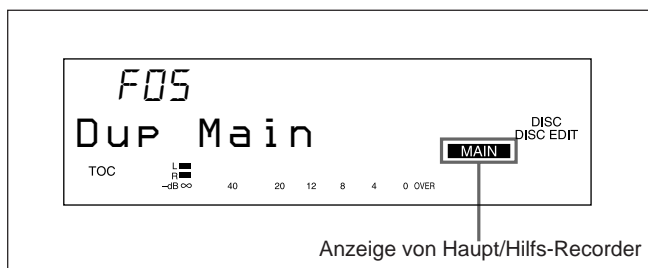 F05
Dup Main
DISC
DISC EDIT
MAIN
TOC
L
R
–dB ∞ 40 20 12 8 4 0 OVER
Anzeige von Haupt/Hilfs-Recorder